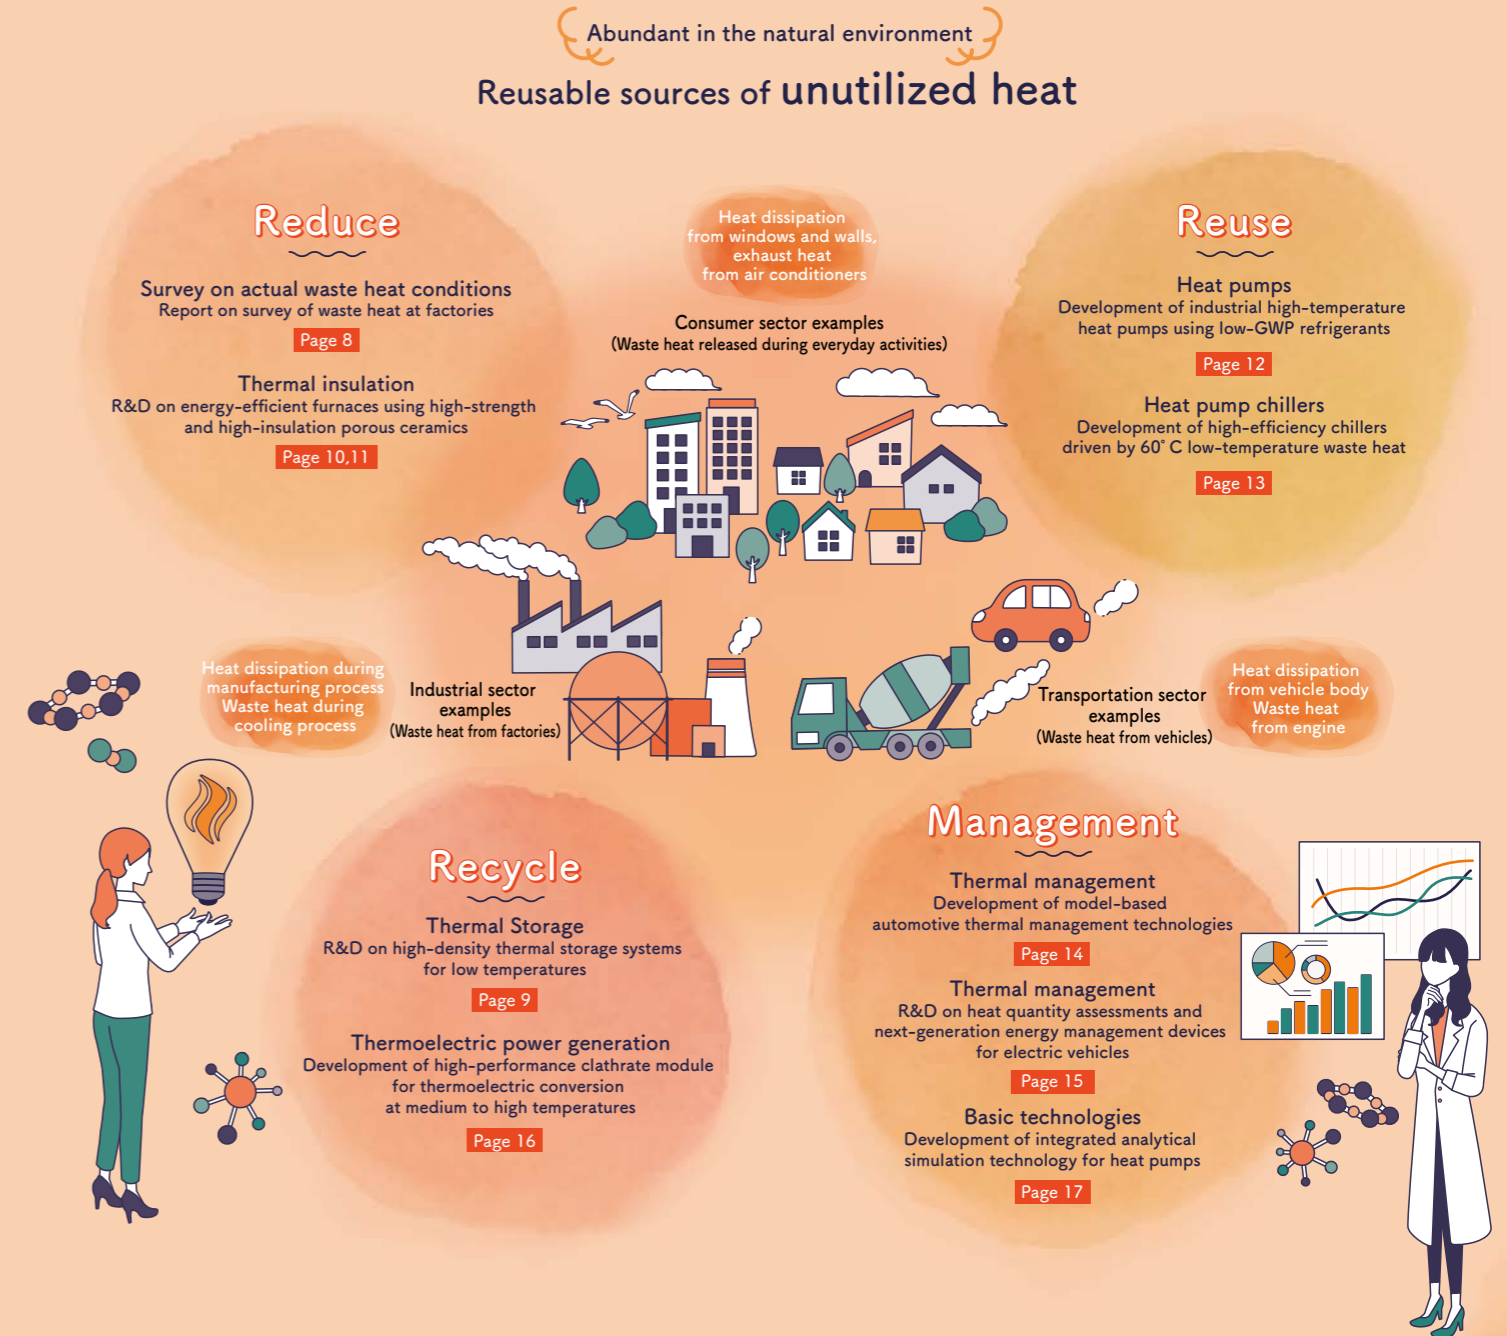 Abundant in the natural environment
Reusable sources of unutilized heat
Reduce
Survey on actual waste heat conditions
Report on survey of waste heat at factories
Page 8
Thermal insulation
R&D on energy-efficient furnaces using high-strength
and high-insulation porous ceramics
Page 10,11
Heat dissipation
from windows and walls,
exhaust heat
from air conditioners
Consumer sector examples
(Waste heat released during everyday activities)
Reuse
Heat pumps
Development of industrial high-temperature
heat pumps using low-GWP refrigerants
Page 12
Heat pump chillers
Development of high-efficiency chillers
driven by 60°C low-temperature waste heat
Page 13
Heat dissipation during
manufacturing process
Waste heat during
cooling process
Industrial sector
examples
(Waste heat from factories)
Transportation sector
examples
(Waste heat from vehicles)
Heat dissipation
from vehicle body
Waste heat
from engine
Recycle
Thermal Storage
R&D on high-density thermal storage systems
for low temperatures
Page 9
Thermoelectric power generation
Development of high-performance clathrate module
for thermoelectric conversion
at medium to high temperatures
Page 16
Management
Thermal management
Development of model-based
automotive thermal management technologies
Page 14
Thermal management
R&D on heat quantity assessments and
next-generation energy management devices
for electric vehicles
Page 15
Basic technologies
Development of integrated analytical
simulation technology for heat pumps
Page 17